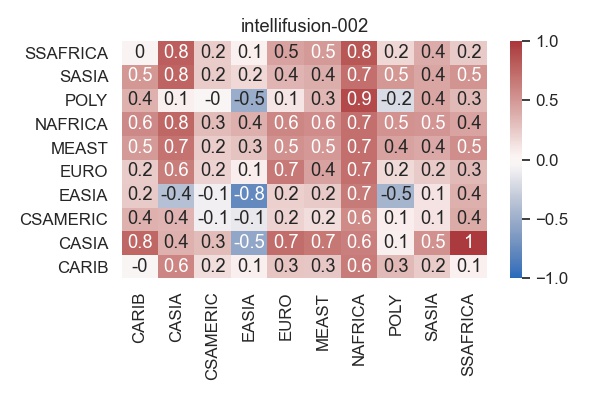 intellifusion-002
SSAFRICA 0 0.8 0.2 0.1 0.5 0.5 0.8 0.2 0.4 0.2
SASIA 0.5 0.8 0.2 0.2 0.4 0.4 0.7 0.5 0.4 0.5
POLY 0.4 0.1 -0 -0.5 0.1 0.3 0.9 -0.2 0.4 0.3
NAFRICA 0.6 0.8 0.3 0.4 0.6 0.6 0.7 0.5 0.5 0.4
MEAST 0.5 0.7 0.2 0.3 0.5 0.5 0.7 0.4 0.4 0.5
EURO 0.2 0.6 0.2 0.1 0.7 0.4 0.7 0.2 0.2 0.3
EASIA 0.2 -0.4 -0.1 -0.8 0.2 0.2 0.7 -0.5 0.1 0.4
CSAMERIC 0.4 0.4 -0.1 -0.1 0.2 0.2 0.6 0.1 0.1 0.4
CASIA 0.8 0.4 0.3 -0.5 0.7 0.7 0.6 0.1 0.5 1
CARIB -0 0.6 0.2 0.1 0.3 0.3 0.6 0.3 0.2 0.1
CARIB CASIA CSAMERIC EASIA EURO MEAST NAFRICA POLY SASIA SSAFRICA
1.0
0.5
0.0
−0.5
−1.0